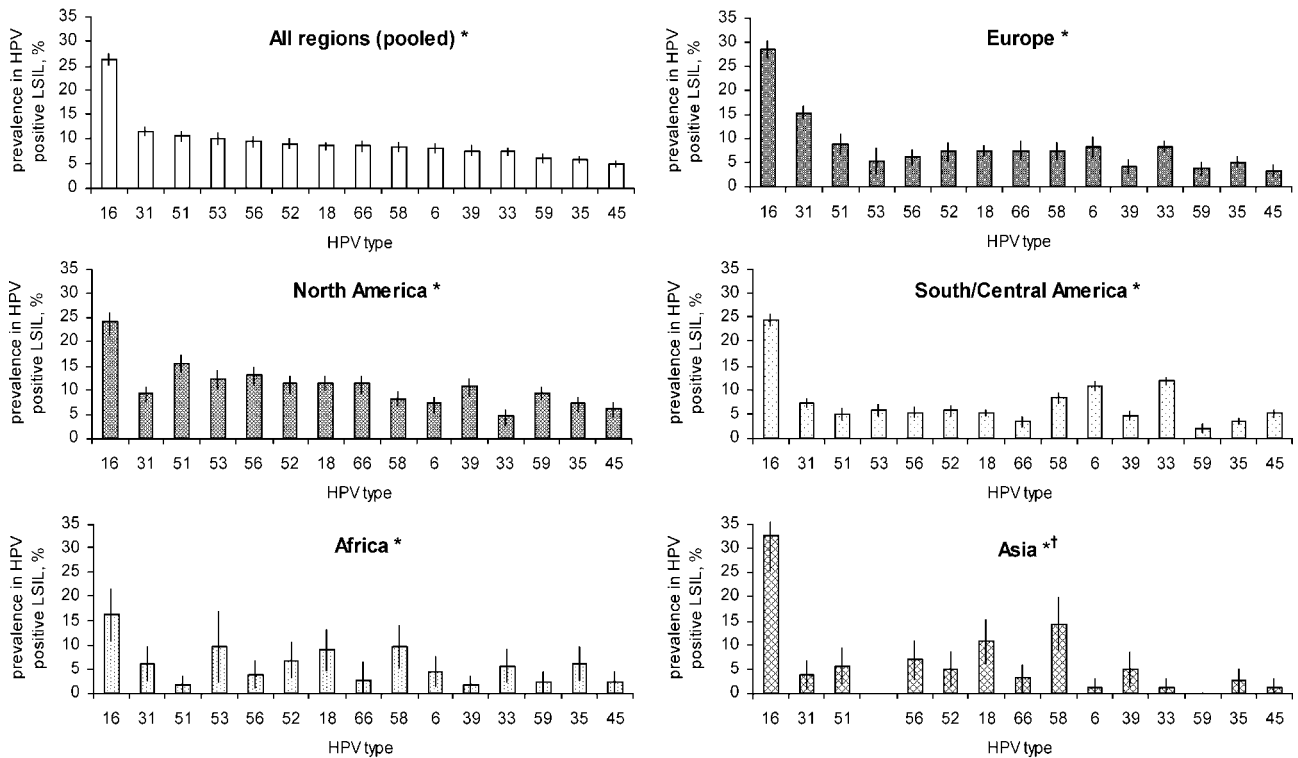 All regions (pooled) *
prevalence in HPV
positive LSIL, %
35
30
25
20
15
10
5
0
16 31 51 53 56 52 18 66 58 6 39 33 59 35 45
HPV type
Europe *
prevalence in HPV
positive LSIL, %
35
30
25
20
15
10
5
0
16 31 51 53 56 52 18 66 58 6 39 33 59 35 45
HPV type
North America *
prevalence in HPV
positive LSIL, %
35
30
25
20
15
10
5
0
16 31 51 53 56 52 18 66 58 6 39 33 59 35 45
HPV type
South/Central America *
prevalence in HPV
positive LSIL, %
35
30
25
20
15
10
5
0
16 31 51 53 56 52 18 66 58 6 39 33 59 35 45
HPV type
Africa *
prevalence in HPV
positive LSIL, %
35
30
25
20
15
10
5
0
16 31 51 53 56 52 18 66 58 6 39 33 59 35 45
HPV type
Asia *†
prevalence in HPV
positive LSIL, %
35
30
25
20
15
10
5
0
16 31 51 56 52 18 66 58 6 39 33 59 35 45
HPV type